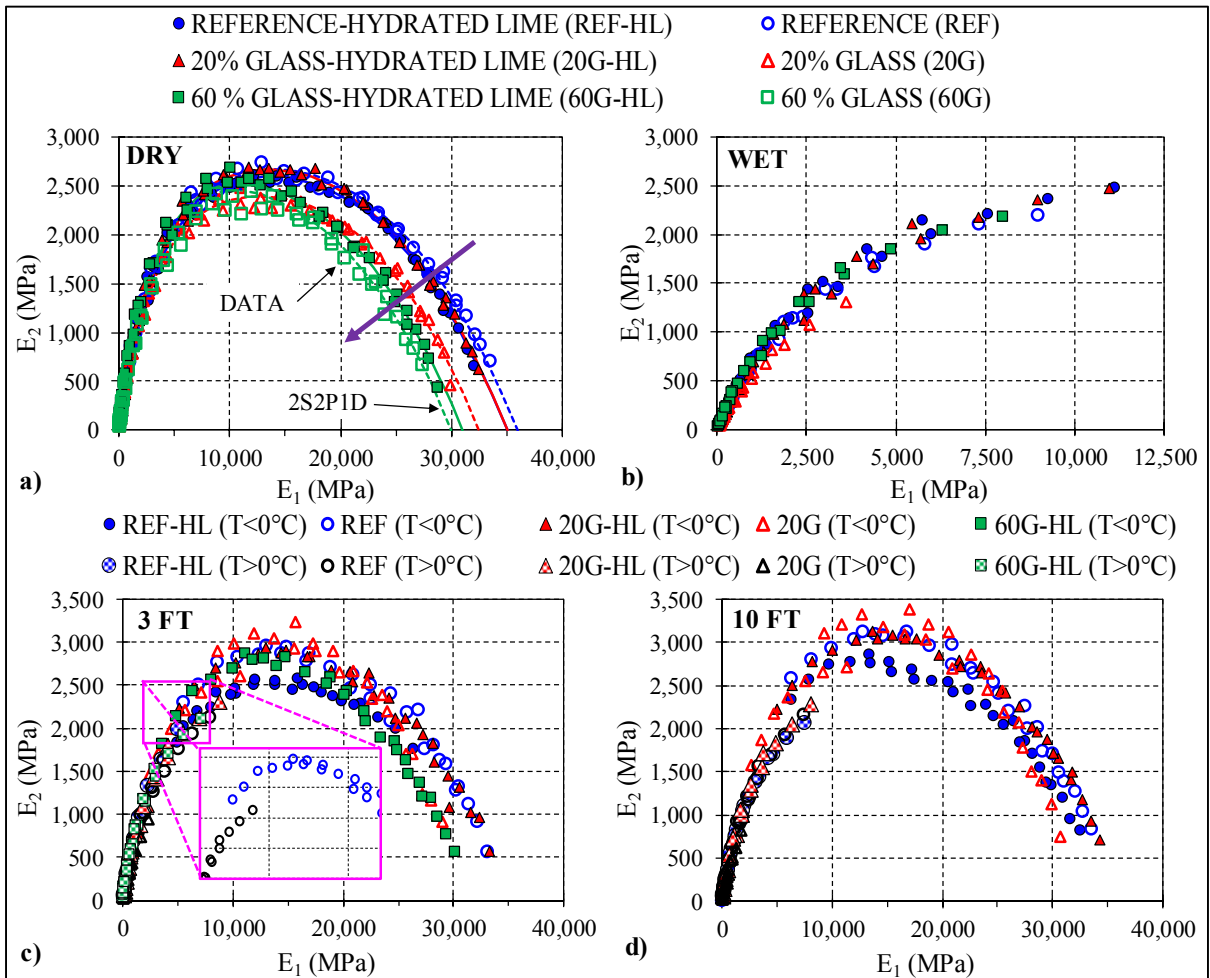 REFERENCE-HYDRATED LIME (REF-HL) REFERENCE (REF)
20% GLASS-HYDRATED LIME (20G-HL) 20% GLASS (20G)
60 % GLASS-HYDRATED LIME (60G-HL) 60 % GLASS (60G)
DRY
E2 (MPa)
3,000
2,500
2,000
1,500
1,000
500
0
DATA
2S2P1D
0 10,000 20,000 30,000 40,000
a) E1 (MPa)
WET
E2 (MPa)
3,000
2,500
2,000
1,500
1,000
500
0
0 2,500 5,000 7,500 10,000 12,500
b) E1 (MPa)
REF-HL (T<0°C) REF (T<0°C) 20G-HL (T<0°C) 20G (T<0°C) 60G-HL (T<0°C)
REF-HL (T>0°C) REF (T>0°C) 20G-HL (T>0°C) 20G (T>0°C) 60G-HL (T>0°C)
3 FT
E2 (MPa)
3,500
3,000
2,500
2,000
1,500
1,000
500
0
0 10,000 20,000 30,000 40,000
c) E1 (MPa)
10 FT
E2 (MPa)
3,500
3,000
2,500
2,000
1,500
1,000
500
0
0 10,000 20,000 30,000 40,000
d) E1 (MPa)